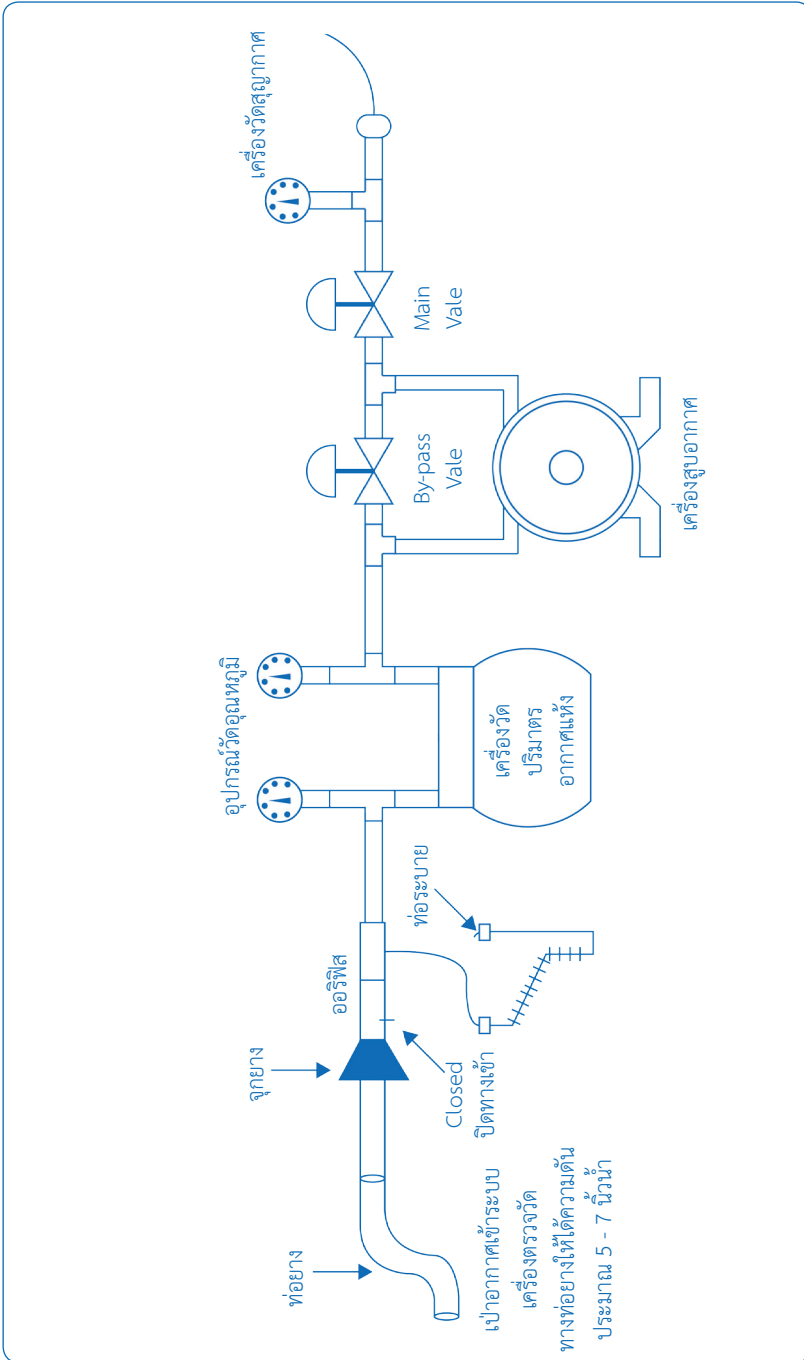 เครื่องวัดสุญากาศ
Main
Vale
By-pass
Vale
เครื่องสูบอากาศ
อุปกรณ์วัดอุณหภูมิ
เครื่องวัด
ปริมาตร
อากาศแห้ง
ท่อระบาย
ออริฟิส
จุกยาง
Closed
ปิดทางเข้า
ท่อยาง
เป่าอากาศเข้าระบบ
เครื่องตรวจวัด
ทางท่อยางให้ได้ความดัน
ประมาณ 5 - 7 นิ้วน้ำ